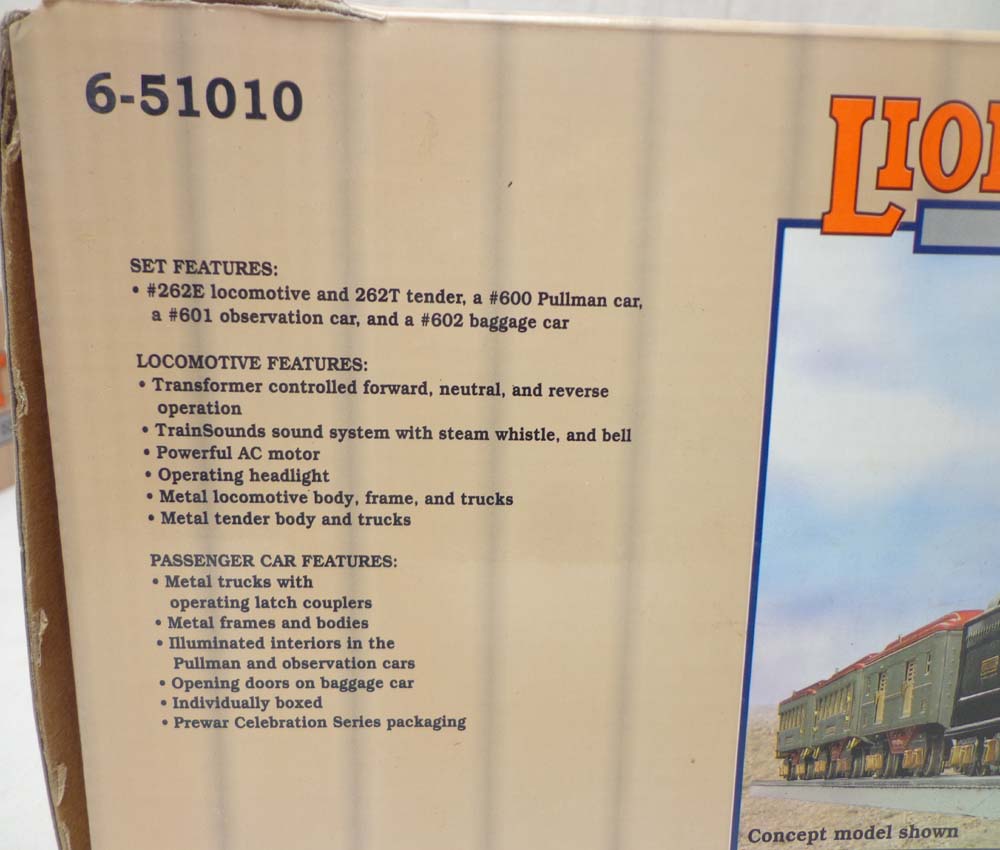 6-51010
SET FEATURES:
• #262E locomotive and 262T tender, a #600 Pullman car,
a #601 observation car, and a #602 baggage car
LOCOMOTIVE FEATURES:
• Transformer controlled forward, neutral, and reverse
operation
• TrainSounds sound system with steam whistle, and bell
• Powerful AC motor
• Operating headlight
• Metal locomotive body, frame, and trucks
• Metal tender body and trucks
PASSENGER CAR FEATURES:
• Metal trucks with
operating latch couplers
• Metal frames and bodies
• Illuminated interiors in the
Pullman and observation cars
• Opening doors on baggage car
• Individually boxed
• Prewar Celebration Series packaging
LIO
Concept model shown